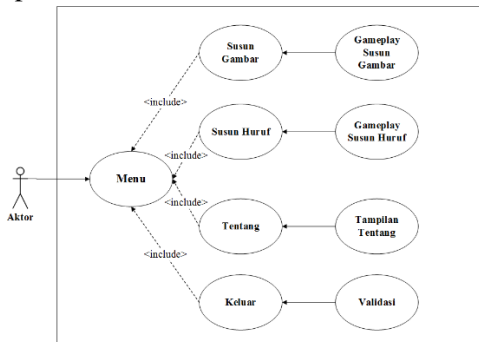 Susun
Gambar
Gameplay
Susun
Gambar
<include>
Susun Huruf
Gameplay
Susun Huruf
<include>
Menu
Aktor
<include>
Tentang
Tampilan
Tentang
<include>
Keluar
Validasi